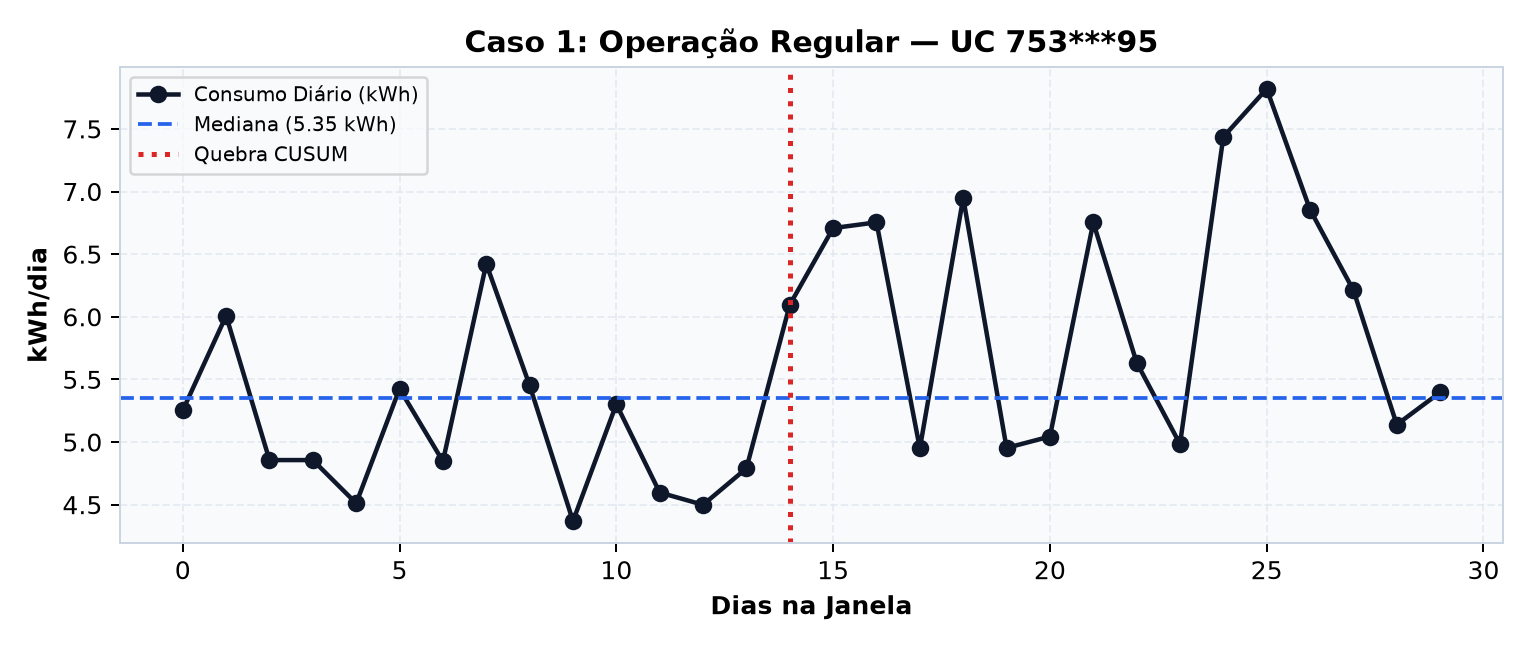 Caso 1: Operação Regular — UC 753***95
Consumo Diário (kWh)
Mediana (5.35 kWh)
Quebra CUSUM
kWh/dia
7.5
7.0
6.5
6.0
5.5
5.0
4.5
0 5 10 15 20 25 30
Dias na Janela